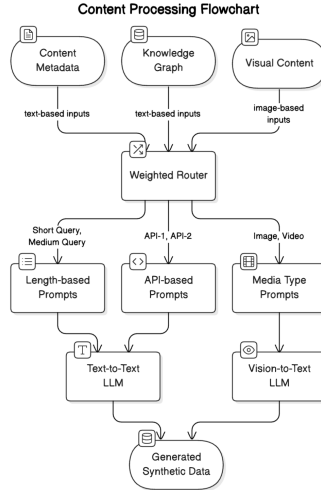 Content Processing Flowchart
Content
Metadata
Knowledge
Graph
Visual Content
text-based inputs
text-based inputs
image-based
inputs
Weighted Router
Short Query,
Medium Query
API-1, API-2
Image, Video
Length-based
Prompts
API-based
Prompts
Media Type
Prompts
T
Text-to-Text
LLM
Vision-to-Text
LLM
Generated
Synthetic Data